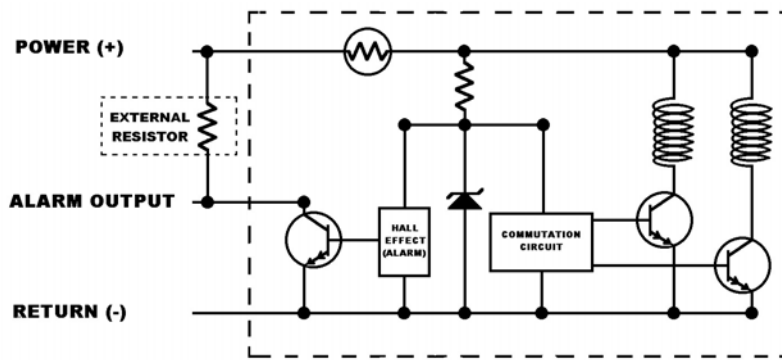 POWER (+)
EXTERNAL
RESISTOR
ALARM OUTPUT
HALL
EFFECT
(ALARM)
COMMUTATION
CIRCUIT
RETURN (-)